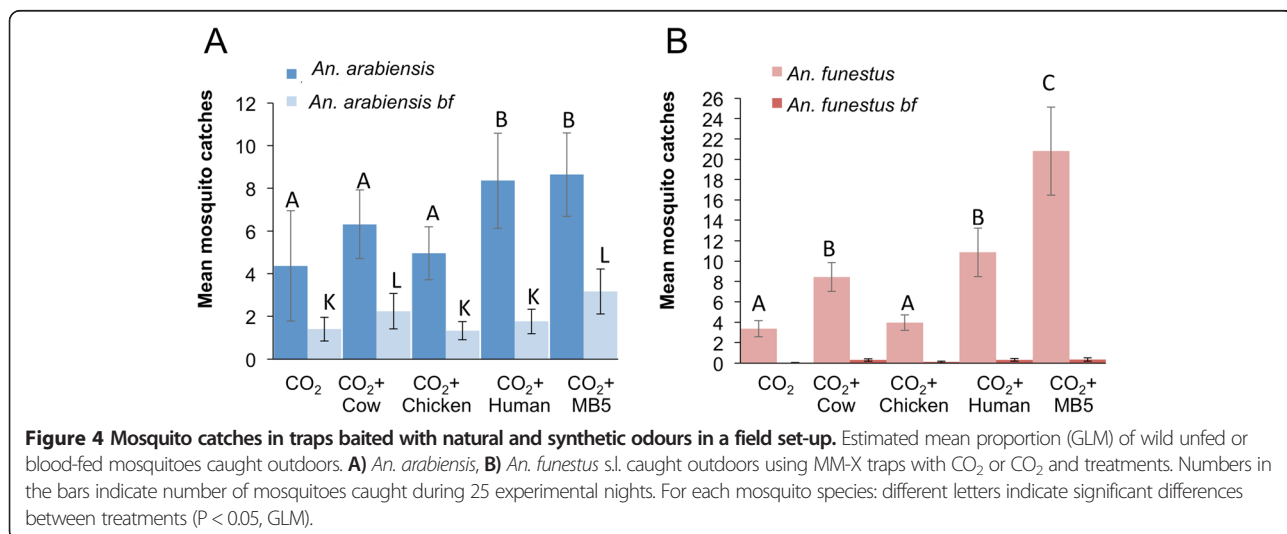 A
An. arabiensis
An. arabiensis bf
Mean mosquito catches
12
10
8
6
4
2
0
A
K
A
L
A
K
B
K
B
L
CO2
CO2+ Cow
CO2+ Chicken
CO2+ Human
CO2+ MB5
B
An. funestus
An. funestus bf
Mean mosquito catches
26
24
22
20
18
16
14
12
10
8
6
4
2
0
A
B
A
B
C
CO2
CO2+ Cow
CO2+ Chicken
CO2+ Human
CO2+ MB5
Figure 4 Mosquito catches in traps baited with natural and synthetic odours in a field set-up. Estimated mean proportion (GLM) of wild unfed or
blood-fed mosquitoes caught outdoors. A) An. arabiensis, B) An. funestus s.l. caught outdoors using MM-X traps with CO2 or CO2 and treatments. Numbers in
the bars indicate number of mosquitoes caught during 25 experimental nights. For each mosquito species: different letters indicate significant differences
between treatments (P < 0.05, GLM).